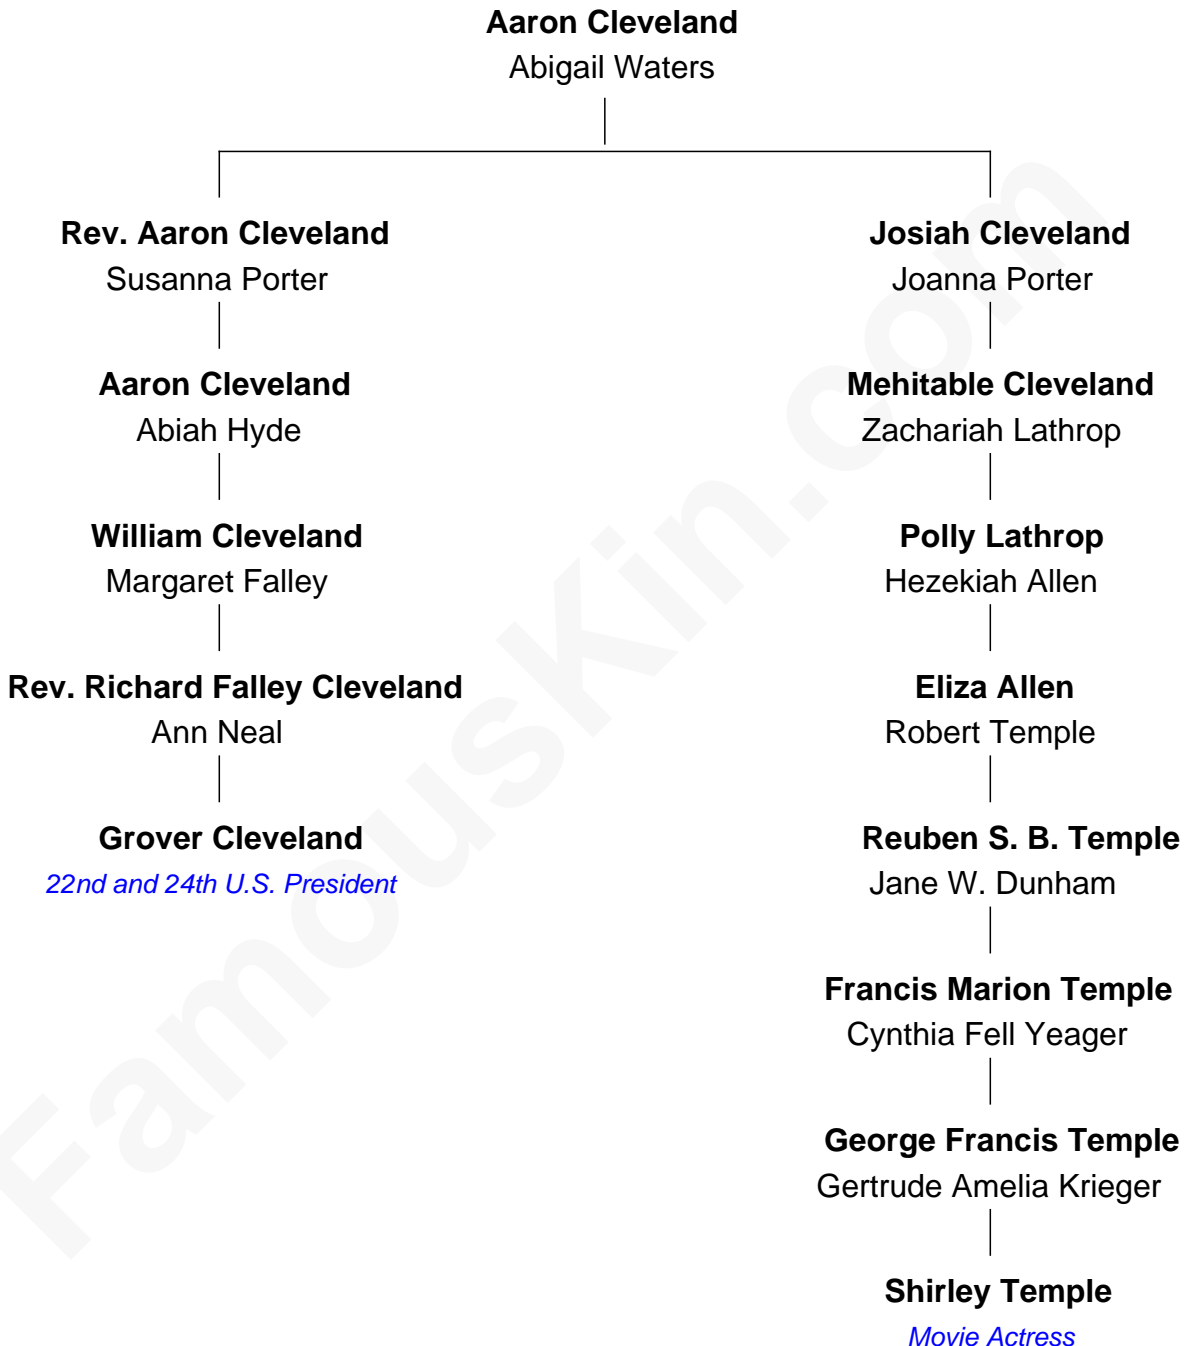 Aaron Cleveland
Abigail Waters
Rev. Aaron Cleveland
Susanna Porter
Josiah Cleveland
Joanna Porter
Aaron Cleveland
Abiah Hyde
Mehitable Cleveland
Zachariah Lathrop
William Cleveland
Margaret Falley
Polly Lathrop
Hezekiah Allen
Rev. Richard Falley Cleveland
Ann Neal
Eliza Allen
Robert Temple
Grover Cleveland
22nd and 24th U.S. President
Reuben S. B. Temple
Jane W. Dunham
Francis Marion Temple
Cynthia Fell Yeager
George Francis Temple
Gertrude Amelia Krieger
Shirley Temple
Movie Actress
FamousKin.com